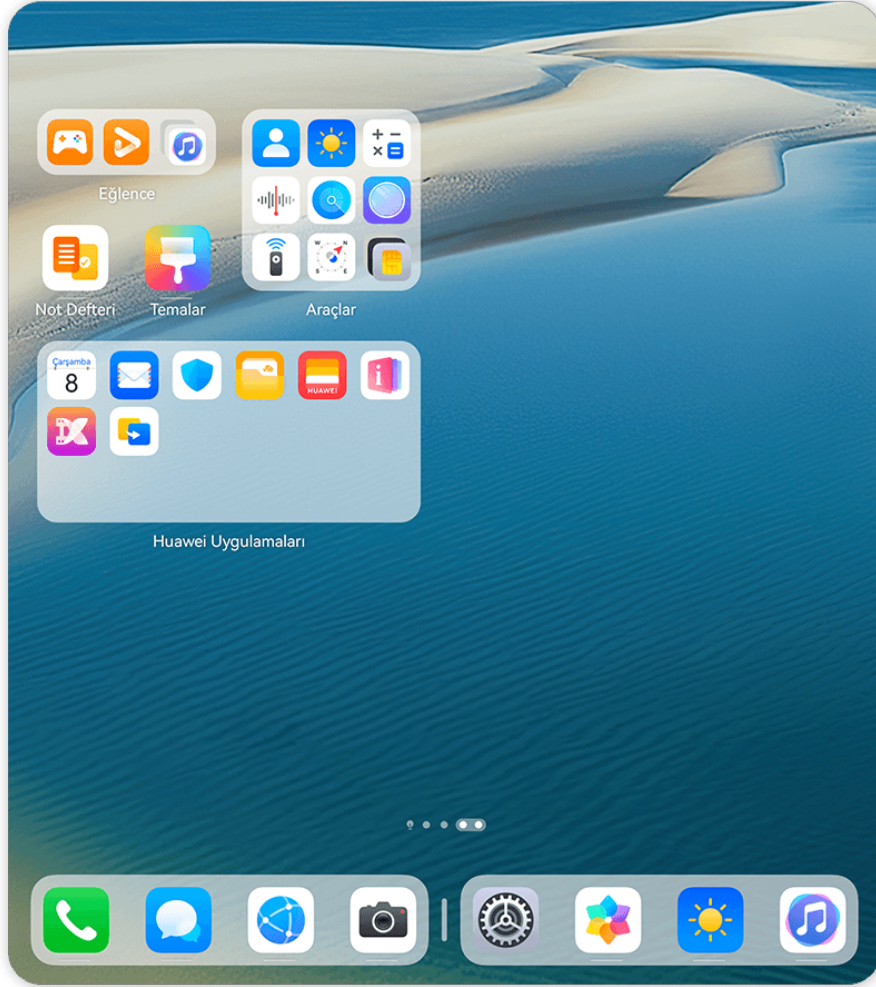 Eğlence
Not Defteri
Temalar
W N
S E
Araçlar
Çarşamba
8
HUAWEI
i
Huawei Uygulamaları